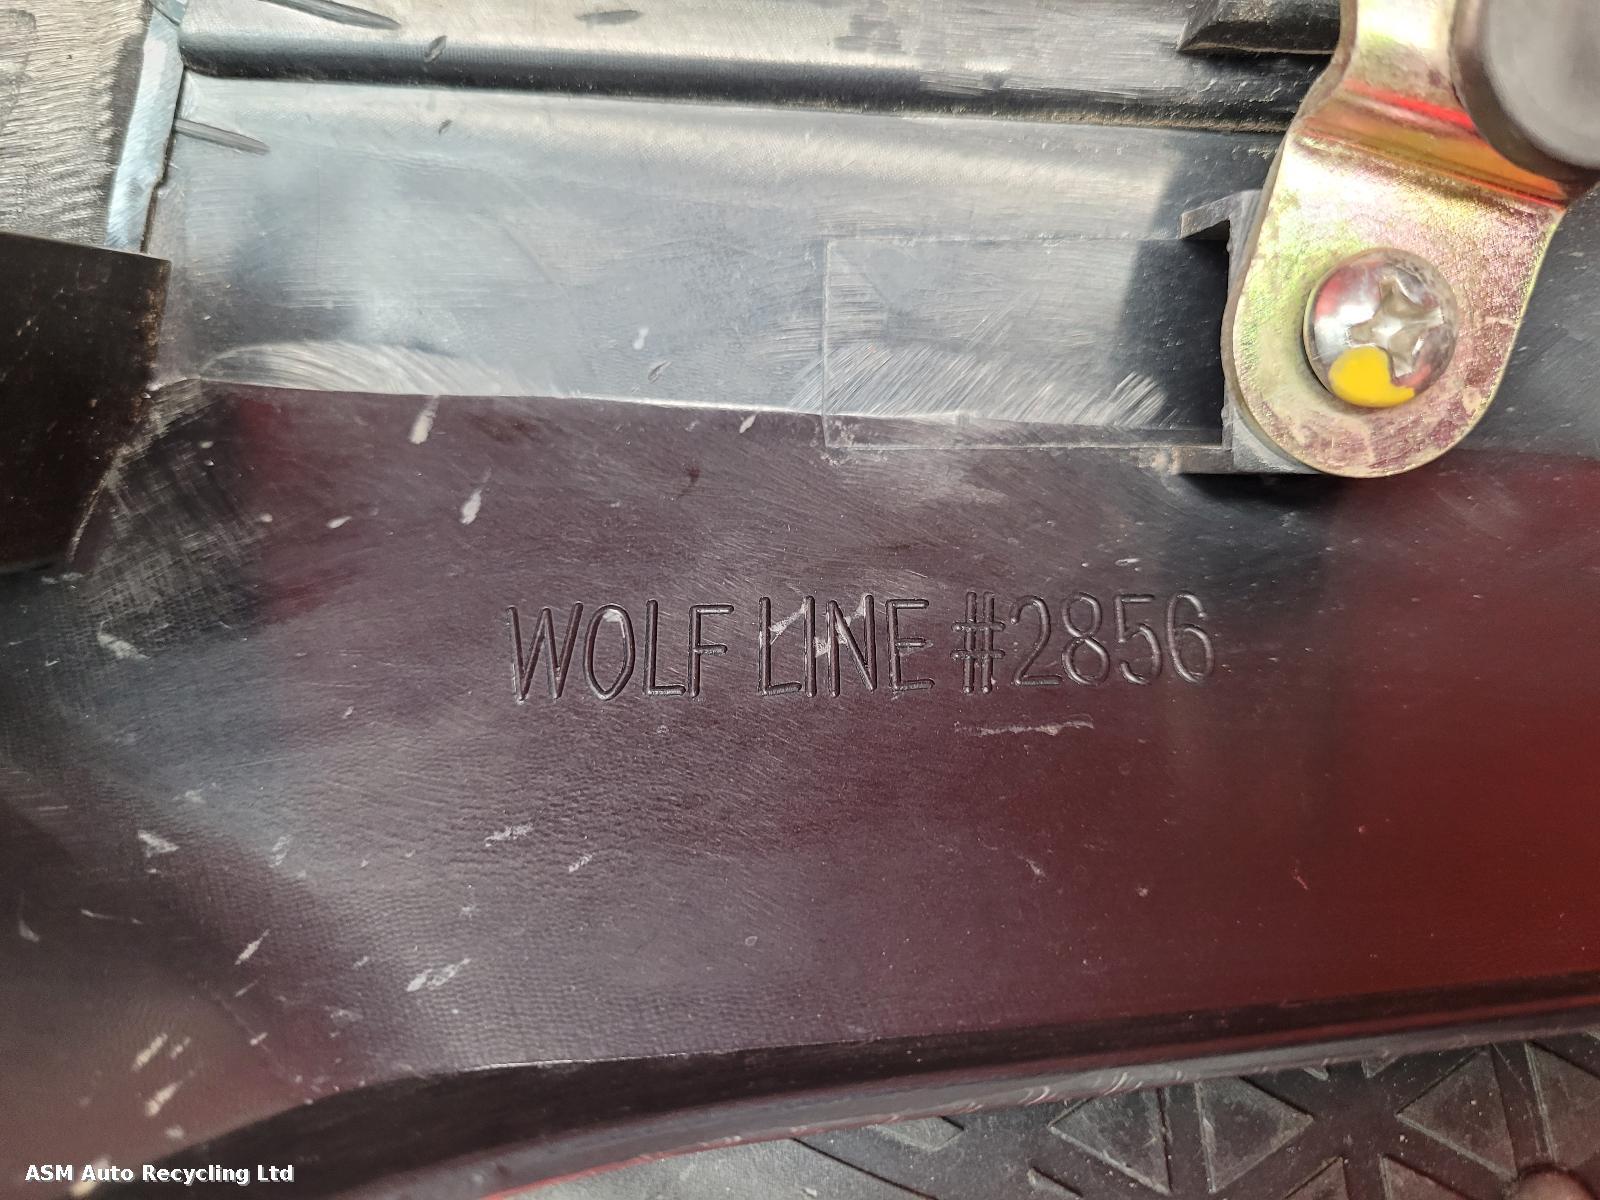 WOLF LINE #2856
ASM Auto Recycling Ltd